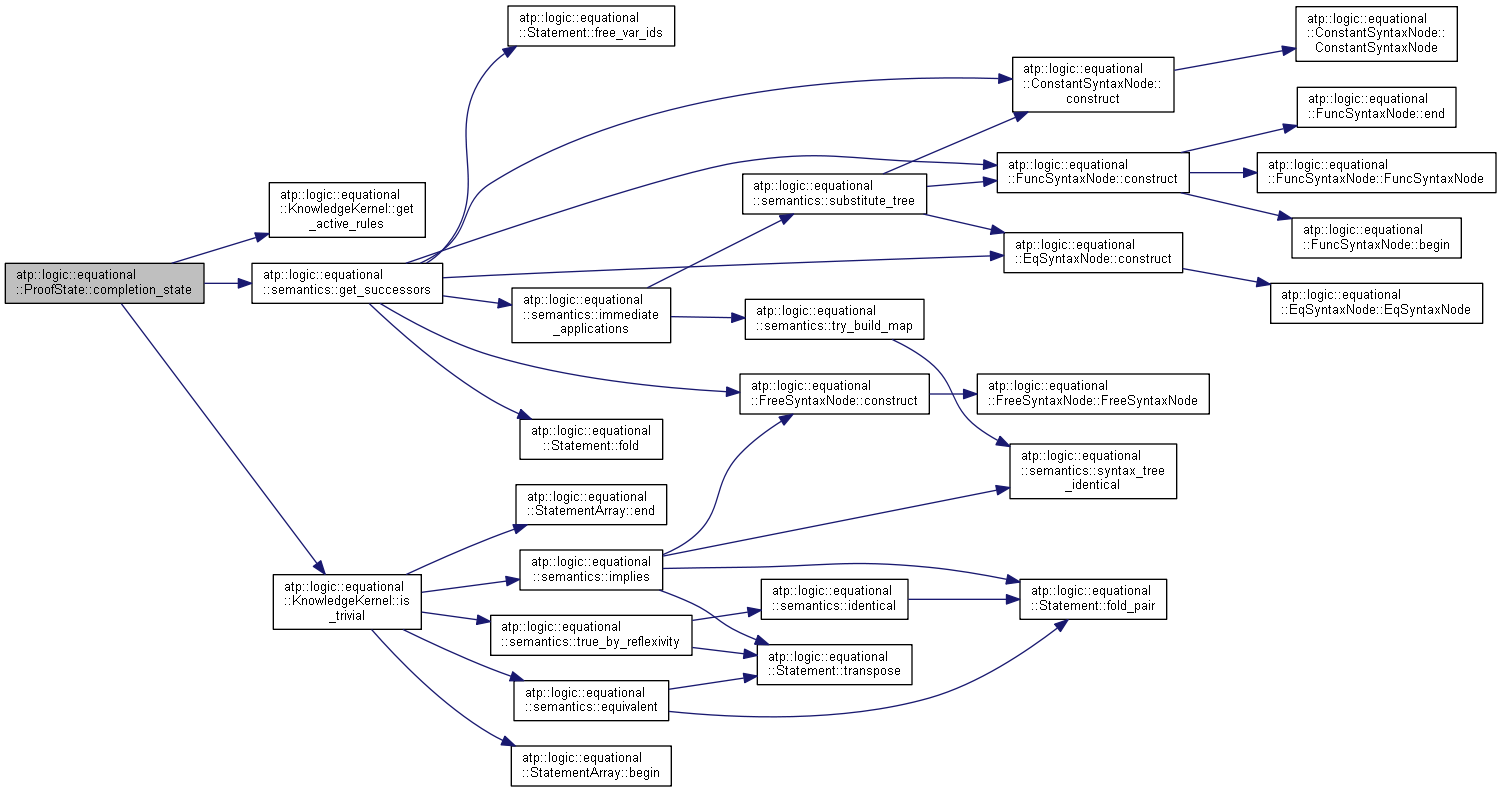 atp::logic::equational
::ProofState::completion_state
atp::logic::equational
::KnowledgeKernel::get
_active_rules
atp::logic::equational
::semantics::get_successors
atp::logic::equational
::KnowledgeKernel::is
_trivial
atp::logic::equational
::Statement::free_var_ids
atp::logic::equational
::semantics::immediate
_applications
atp::logic::equational
::Statement::fold
atp::logic::equational
::StatementArray::end
atp::logic::equational
::semantics::implies
atp::logic::equational
::semantics::true_by_reflexivity
atp::logic::equational
::semantics::equivalent
atp::logic::equational
::StatementArray::begin
atp::logic::equational
::semantics::substitute_tree
atp::logic::equational
::semantics::try_build_map
atp::logic::equational
::FreeSyntaxNode::construct
atp::logic::equational
::semantics::identical
atp::logic::equational
::Statement::transpose
atp::logic::equational
::ConstantSyntaxNode::
construct
atp::logic::equational
::FuncSyntaxNode::construct
atp::logic::equational
::EqSyntaxNode::construct
atp::logic::equational
::FreeSyntaxNode::FreeSyntaxNode
atp::logic::equational
::semantics::syntax_tree
_identical
atp::logic::equational
::Statement::fold_pair
atp::logic::equational
::ConstantSyntaxNode::
ConstantSyntaxNode
atp::logic::equational
::FuncSyntaxNode::end
atp::logic::equational
::FuncSyntaxNode::FuncSyntaxNode
atp::logic::equational
::FuncSyntaxNode::begin
atp::logic::equational
::EqSyntaxNode::EqSyntaxNode